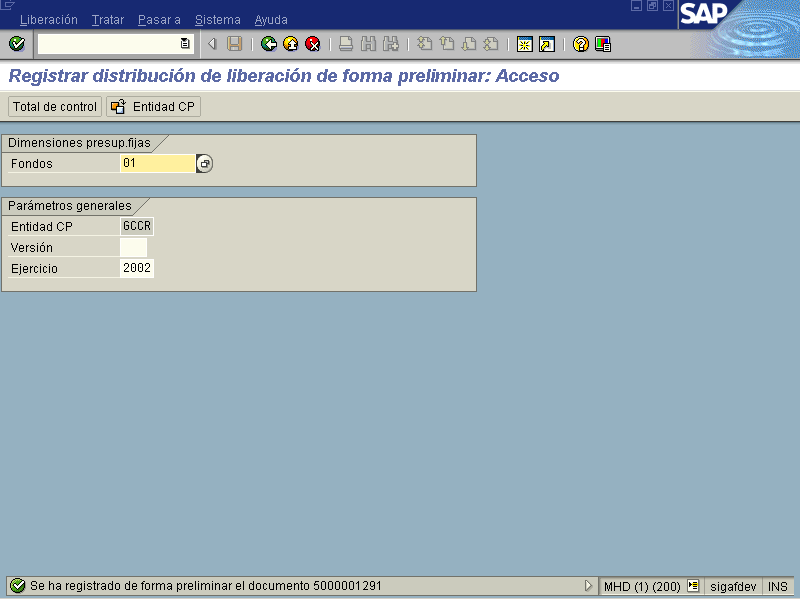 Liberación Tratar Pasar a Sistema Ayuda
SAP
Registrar distribución de liberación de forma preliminar: Acceso
Total de control Entidad CP
Dimensiones presup.fijas
Fondos 01
Parámetros generales
Entidad CP GCCR
Versión
Ejercicio 2002
Se ha registrado de forma preliminar el documento 5000001291 MHD (1) (200) sigafdev INS